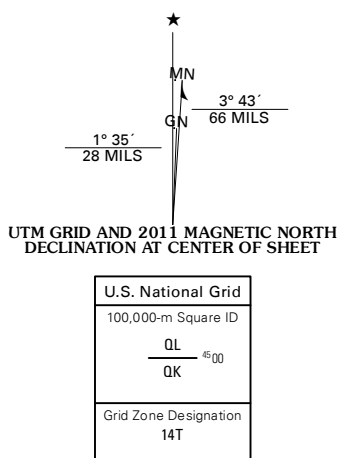 ★
MN
3° 43´
66 MILS
GN
1° 35´
28 MILS
UTM GRID AND 2011 MAGNETIC NORTH
DECLINATION AT CENTER OF SHEET
U.S. National Grid
100,000-m Square ID
QL
4500
QK
Grid Zone Designation
14T